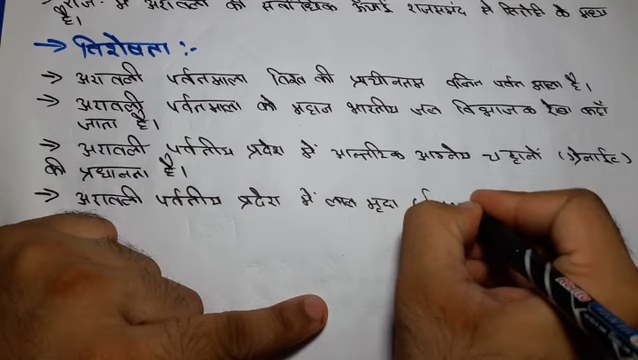 राज. में अरावली की सर्वाधिक ऊँचाई राजसमंद से सिरोही के मध्य
है।
→ विशेषता :-
→ अरावली पर्वतमाला विश्व की प्राचीनतम वलित पर्वत माला है।
→ अरावली पर्वतमाला को महान भारतीय जल विभाजक रेखा कहाँ
जाता है।
→ अरावली पर्वतीय प्रदेश में आन्तरिक आग्नेय चट्टानों (ग्रेनाईट)
की प्रधानता है।
→ अरावली पर्वतीय प्रदेश में लाल मृदा